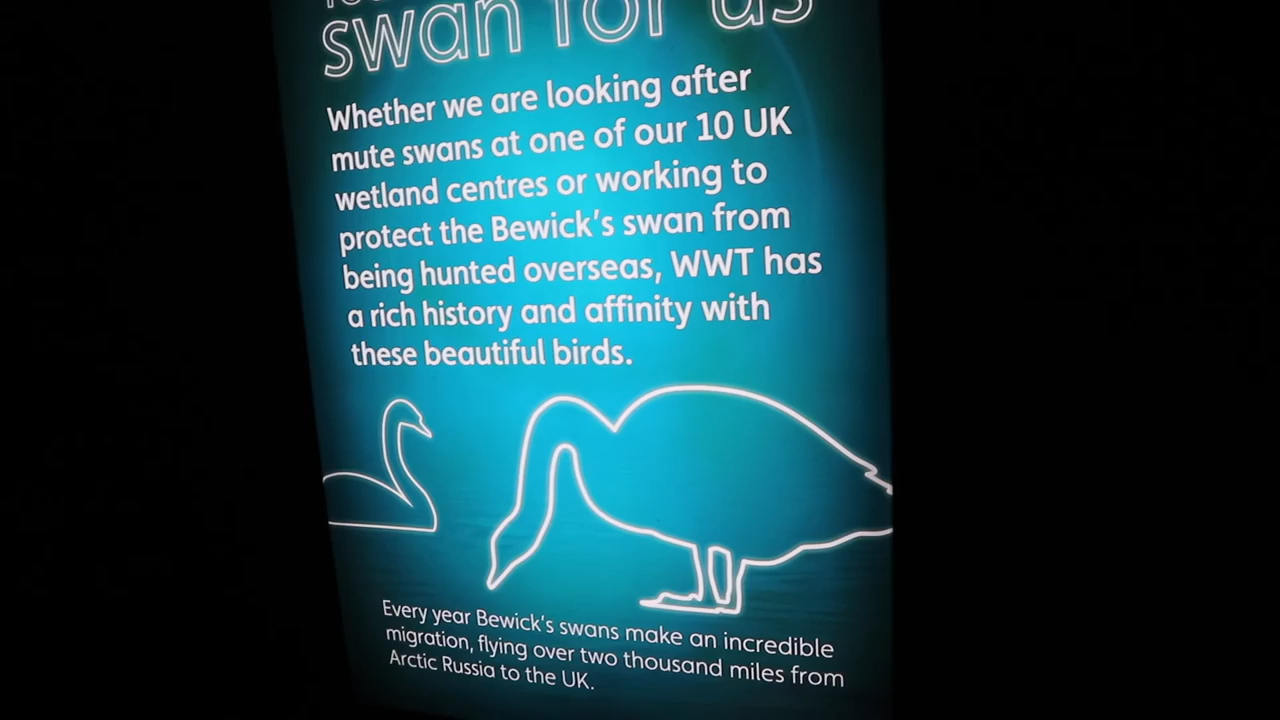 swan for us
Whether we are looking after
mute swans at one of our 10 UK
wetland centres or working to
protect the Bewick's swan from
being hunted overseas, WWT has
a rich history and affinity with
these beautiful birds.
Every year Bewick's swans make an incredible
migration, flying over two thousand miles from
Arctic Russia to the UK.